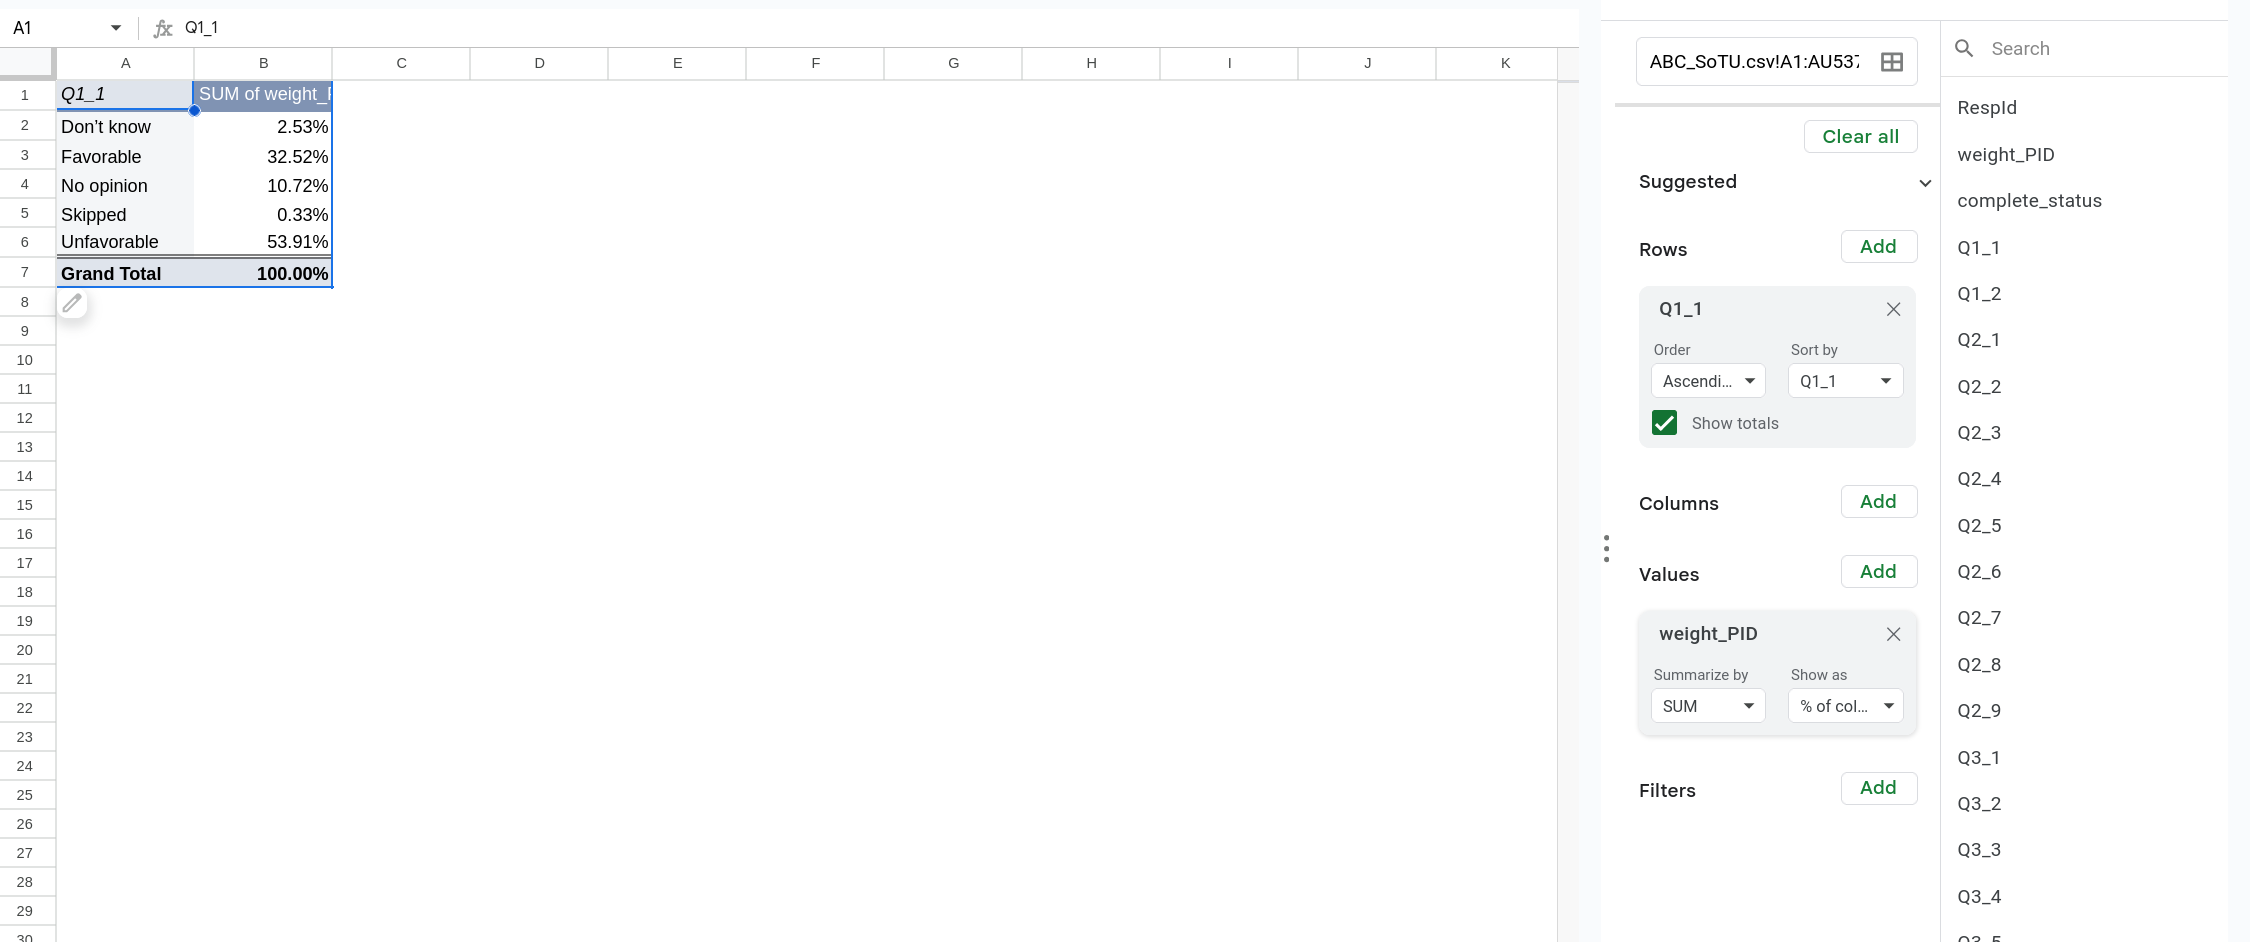 A1
fx Q1_1
A B C D E F G H I J K
1 Q1_1 SUM of weight_
2 Don’t know 2.53%
3 Favorable 32.52%
4 No opinion 10.72%
5 Skipped 0.33%
6 Unfavorable 53.91%
7 Grand Total 100.00%
8
9
10
11
12
13
14
15
16
17
18
19
20
21
22
23
24
25
26
27
28
29
30
ABC_SoTU.csv!A1:AU537
Clear all
Suggested
Rows Add
Q1_1
Order Sort by
Ascendi... Q1_1
Show totals
Columns Add
Values Add
weight_PID
Summarize by Show as
SUM % of col...
Filters Add
Search
RespId
weight_PID
complete_status
Q1_1
Q1_2
Q2_1
Q2_2
Q2_3
Q2_4
Q2_5
Q2_6
Q2_7
Q2_8
Q2_9
Q3_1
Q3_2
Q3_3
Q3_4
Q3_5